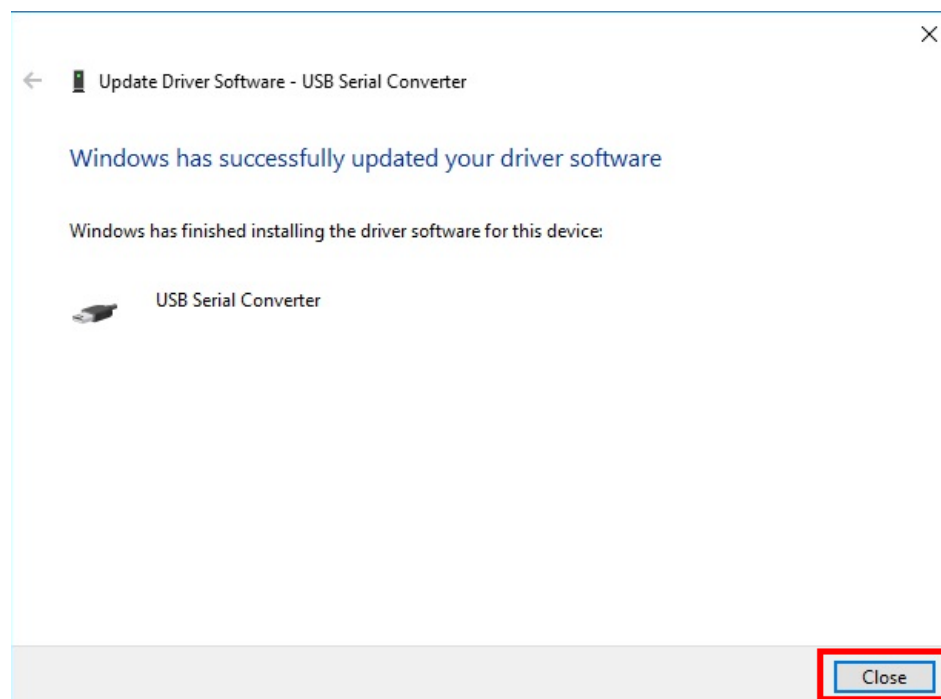 Update Driver Software - USB Serial Converter
Windows has successfully updated your driver software
Windows has finished installing the driver software for this device:
USB Serial Converter
Close